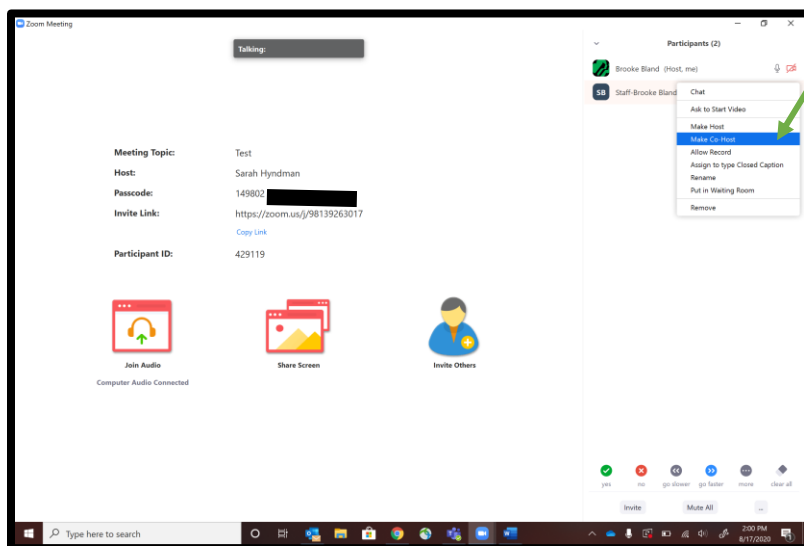 Zoom Meeting
Talking:
Participants (2)
Brooke Bland (Host, me)
SB Staff-Brooke Bland
Chat
Ask to Start Video
Make Host
Make Co-Host
Allow Record
Assign to type Closed Caption
Rename
Put in Waiting Room
Remove
Meeting Topic: Test
Host: Sarah Hyndman
Passcode: 149802
Invite Link: https://zoom.us/j/98139263017
Copy Link
Participant ID: 429119
Join Audio
Share Screen
Invite Others
Computer Audio Connected
yes no go slower go faster more clear all
Invite Mute All ...
Type here to search
2:00 PM
8/17/2020